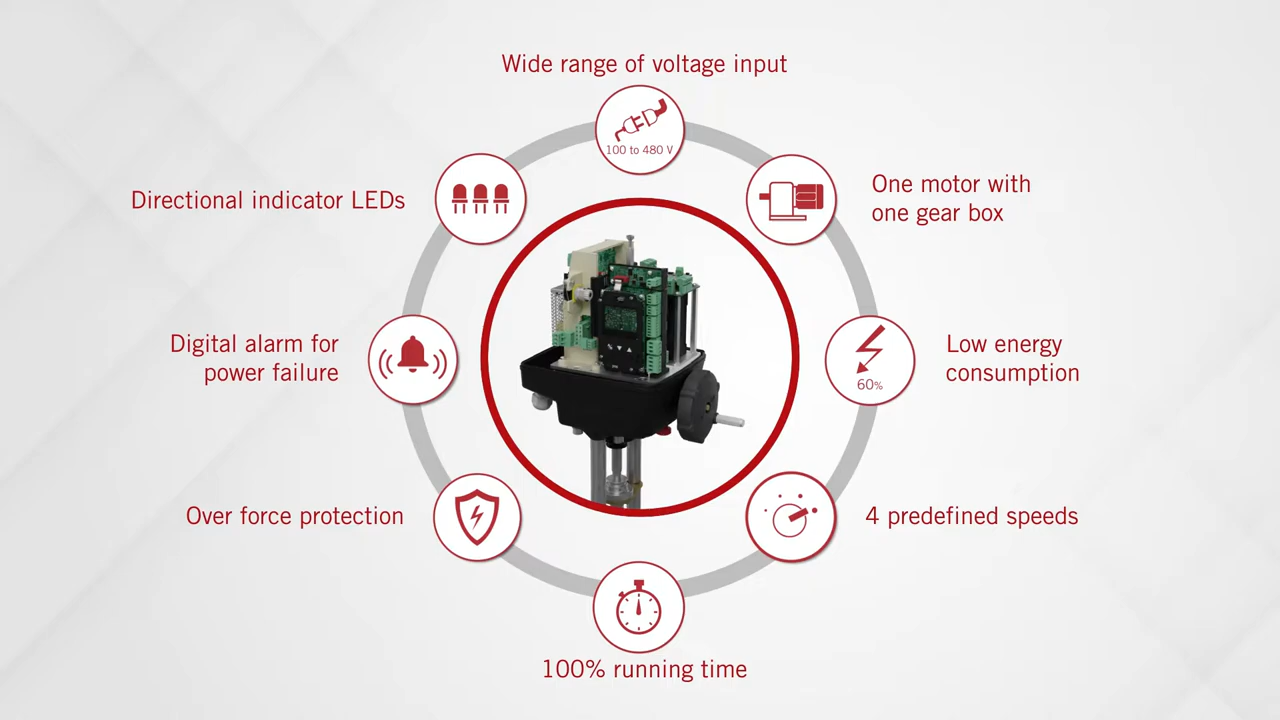 Wide range of voltage input
100 to 480 V
Directional indicator LEDs
One motor with
one gear box
Digital alarm for
power failure
Low energy
consumption
60%
Over force protection
4 predefined speeds
100% running time